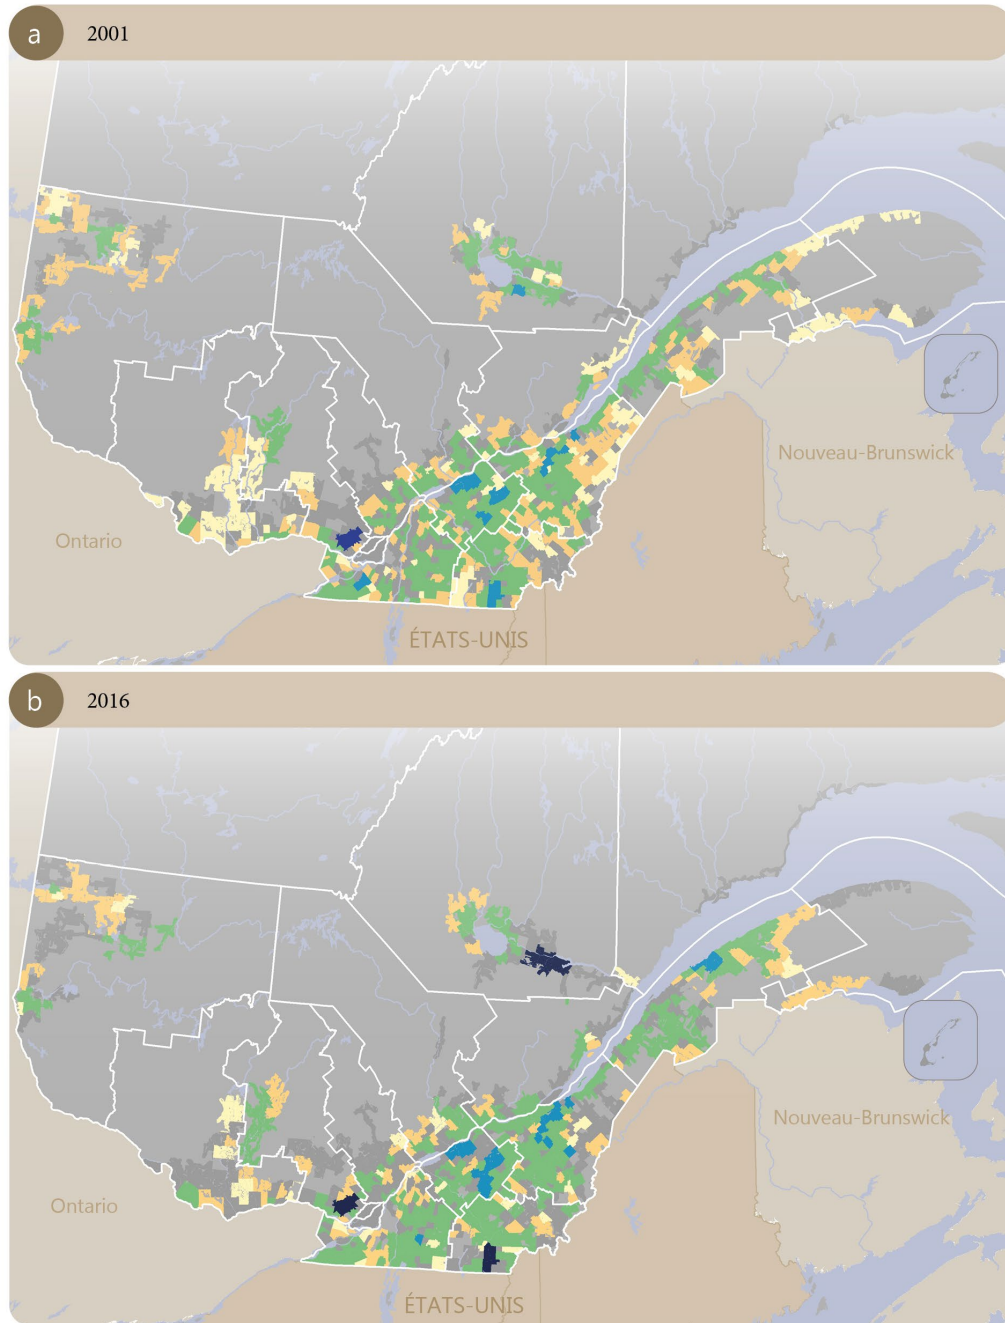 a
2001
Nouveau-Brunswick
Ontario
ÉTATS-UNIS
b
2016
Nouveau-Brunswick
Ontario
ÉTATS-UNIS